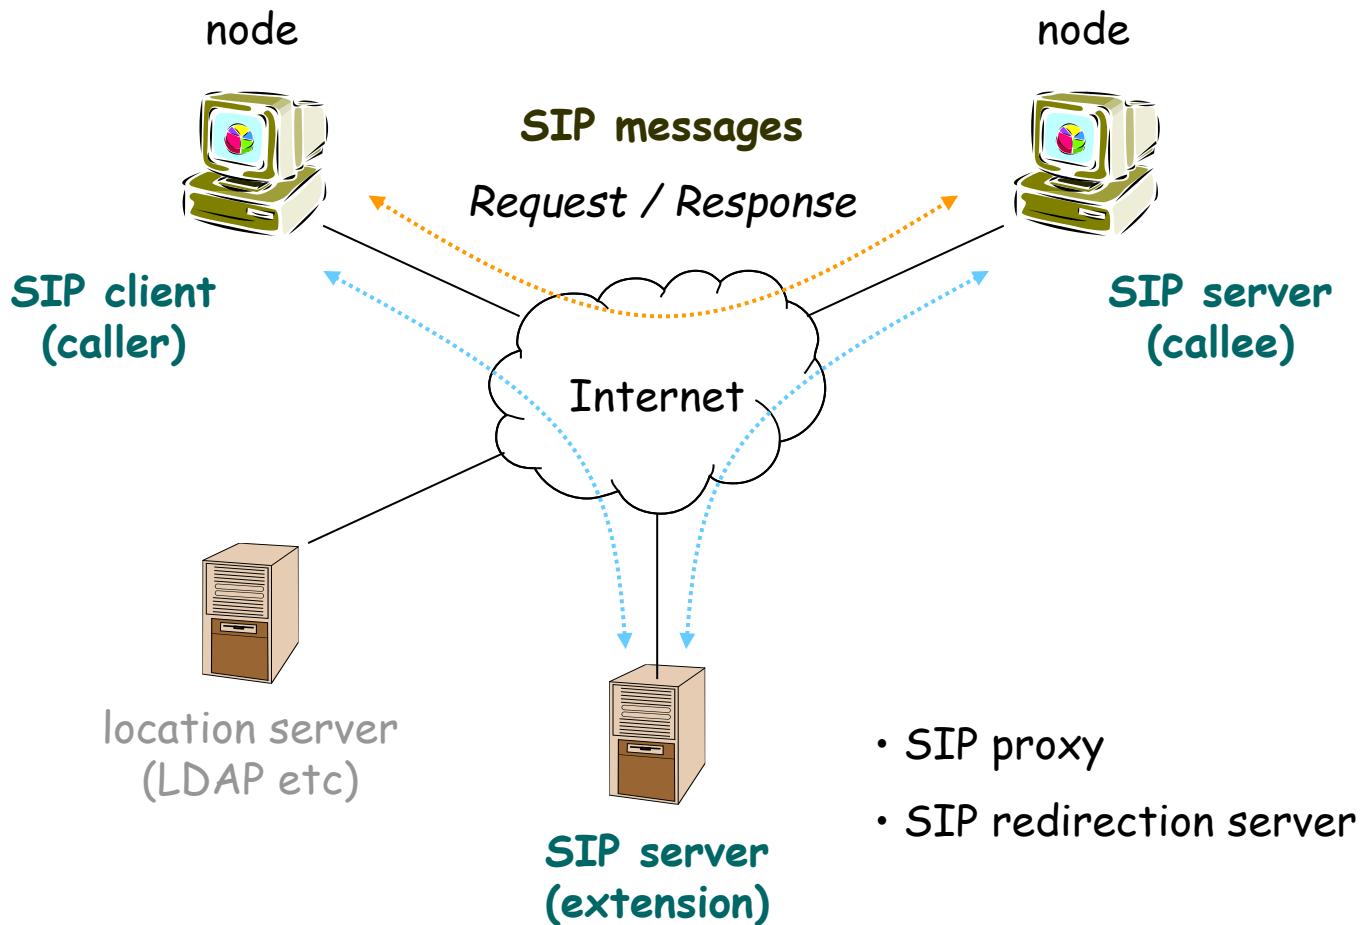 node
node
SIP messages
Request / Response
SIP client
(caller)
SIP server
(callee)
Internet
location server
(LDAP etc)
• SIP proxy
• SIP redirection server
SIP server
(extension)